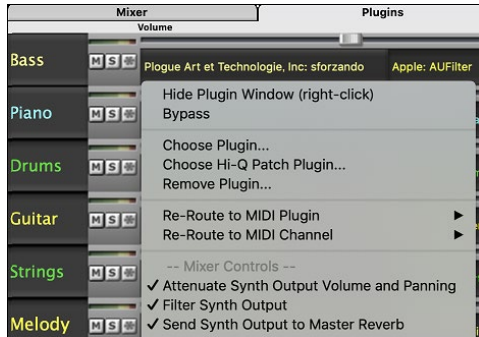 Mixer
Plugins
Volume
Bass
M S
Plogue Art et Technologie, Inc: sforzando
Apple: AUFilter
Hide Plugin Window (right-click)
Bypass
Piano
M S
Choose Plugin...
Choose Hi-Q Patch Plugin...
Remove Plugin...
Drums
M S
Re-Route to MIDI Plugin
Re-Route to MIDI Channel
Guitar
M S
-- Mixer Controls --
Attenuate Synth Output Volume and Panning
Filter Synth Output
Send Synth Output to Master Reverb
Strings
M S
Melody
M S